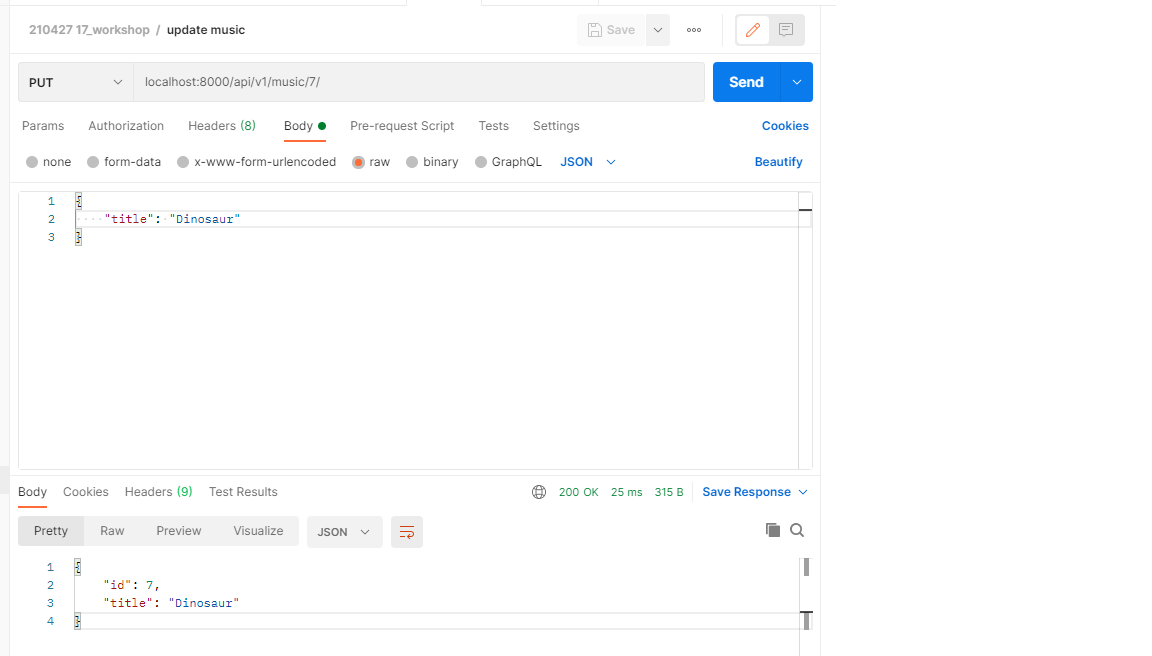 210427 17_workshop / update music Save
PUT localhost:8000/api/v1/music/7/ Send
Params Authorization Headers (8) Body Pre-request Script Tests Settings Cookies
none form-data x-www-form-urlencoded raw binary GraphQL JSON Beautify
1 {
2 "title": "Dinosaur"
3 }
Body Cookies Headers (9) Test Results 200 OK 25 ms 315 B Save Response
Pretty Raw Preview Visualize JSON
1 {
2 "id": 7,
3 "title": "Dinosaur"
4 }